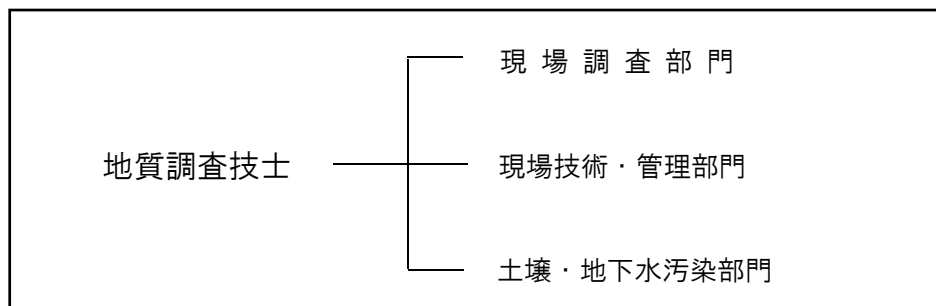 現場調査部門
地質調査技士
現場技術・管理部門
土壌・地下水汚染部門